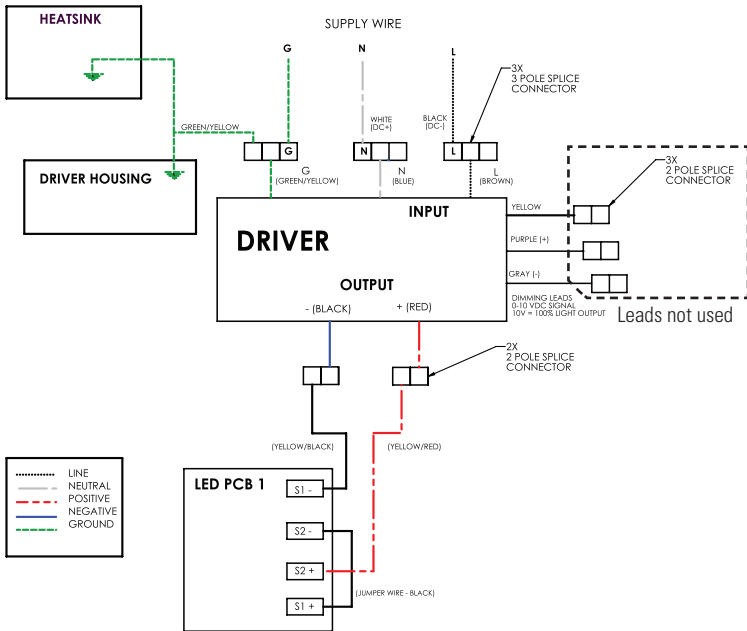 HEATSINK
SUPPLY WIRE
G
N
L
3X
3 POLE SPLICE
CONNECTOR
WHITE
(DC+)
BLACK
(DC-)
GREEN/YELLOW
G
N
L
G
(GREEN/YELLOW)
N
(BLUE)
L
(BROWN)
3X
2 POLE SPLICE
CONNECTOR
DRIVER HOUSING
INPUT
DRIVER
OUTPUT
- (BLACK)
+ (RED)
YELLOW
PURPLE (+)
GRAY (-)
DIMMING LEADS
0-10 VDC SIGNAL
10V = 100% LIGHT OUTPUT
Leads not used
2X
2 POLE SPLICE
CONNECTOR
(YELLOW/BLACK)
(YELLOW/RED)
LINE
NEUTRAL
POSITIVE
NEGATIVE
GROUND
LED PCB 1
S1 -
S2 -
S2 +
S1 +
(JUMPER WIRE - BLACK)